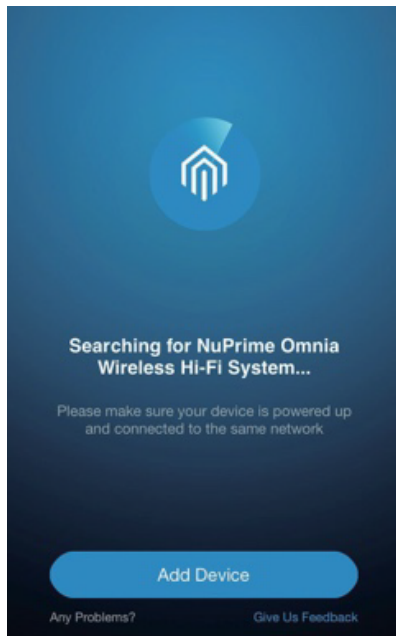 Searching for NuPrime Omnia
Wireless Hi-Fi System...
Please make sure your device is powered up
and connected to the same network
Add Device
Any Problems?
Give Us Feedback